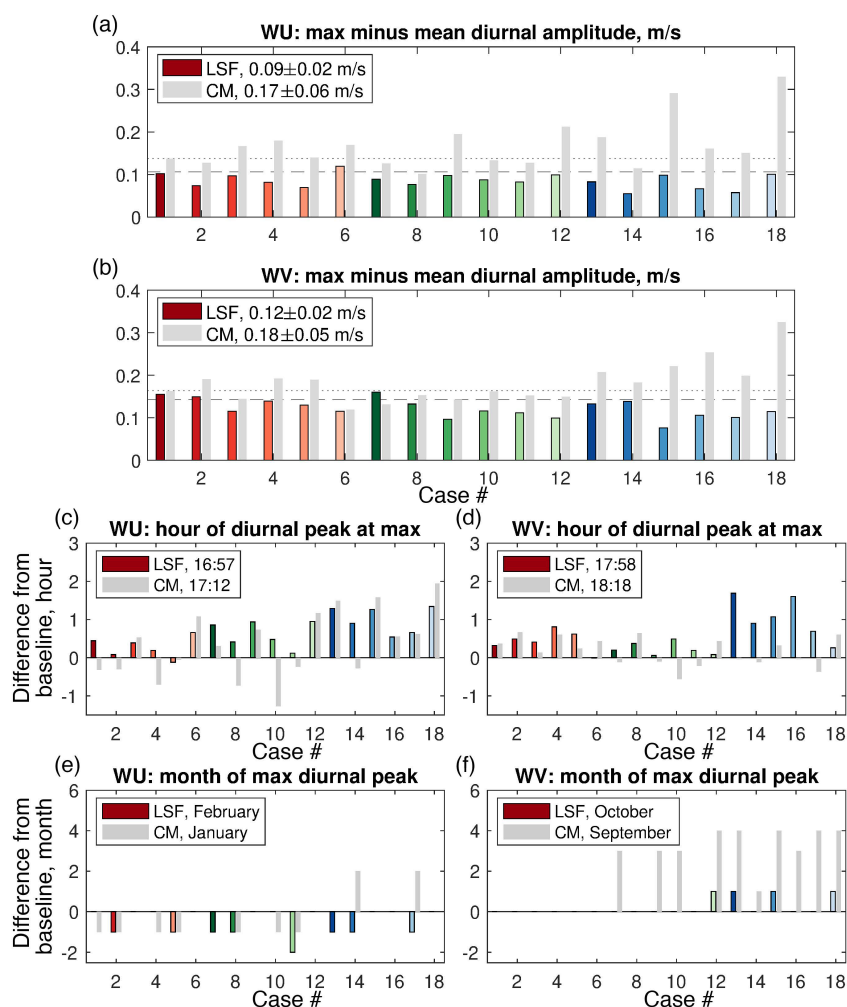 (a)
WU: max minus mean diurnal amplitude, m/s
0.4
0.3
0.2
0.1
0
LSF, 0.09±0.02 m/s
CM, 0.17±0.06 m/s
2 4 6 8 10 12 14 16 18
(b)
WV: max minus mean diurnal amplitude, m/s
0.4
0.3
0.2
0.1
0
LSF, 0.12±0.02 m/s
CM, 0.18±0.05 m/s
2 4 6 8 10 12 14 16 18
Case #
(c)
WU: hour of diurnal peak at max
Difference from
baseline, hour
3
2
1
0
-1
LSF, 16:57
CM, 17:12
2 4 6 8 10 12 14 16 18
Case #
(d)
WV: hour of diurnal peak at max
3
2
1
0
-1
LSF, 17:58
CM, 18:18
2 4 6 8 10 12 14 16 18
Case #
(e)
WU: month of max diurnal peak
Difference from
baseline, month
6
4
2
0
-2
LSF, February
CM, January
2 4 6 8 10 12 14 16 18
Case #
(f)
WV: month of max diurnal peak
6
4
2
0
-2
LSF, October
CM, September
2 4 6 8 10 12 14 16 18
Case #